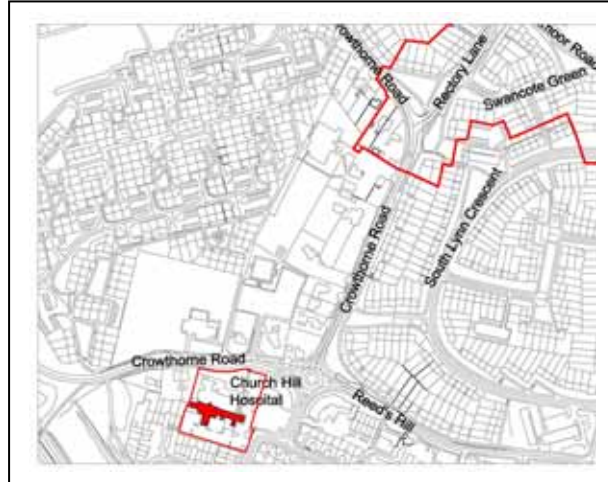 Crowthorne Road
Rectory Lane
Swancote Green
Crowthorne Road
South Lynn Crescent
Crowthorne Road
Church Hill
Hospital
Reed's Hill